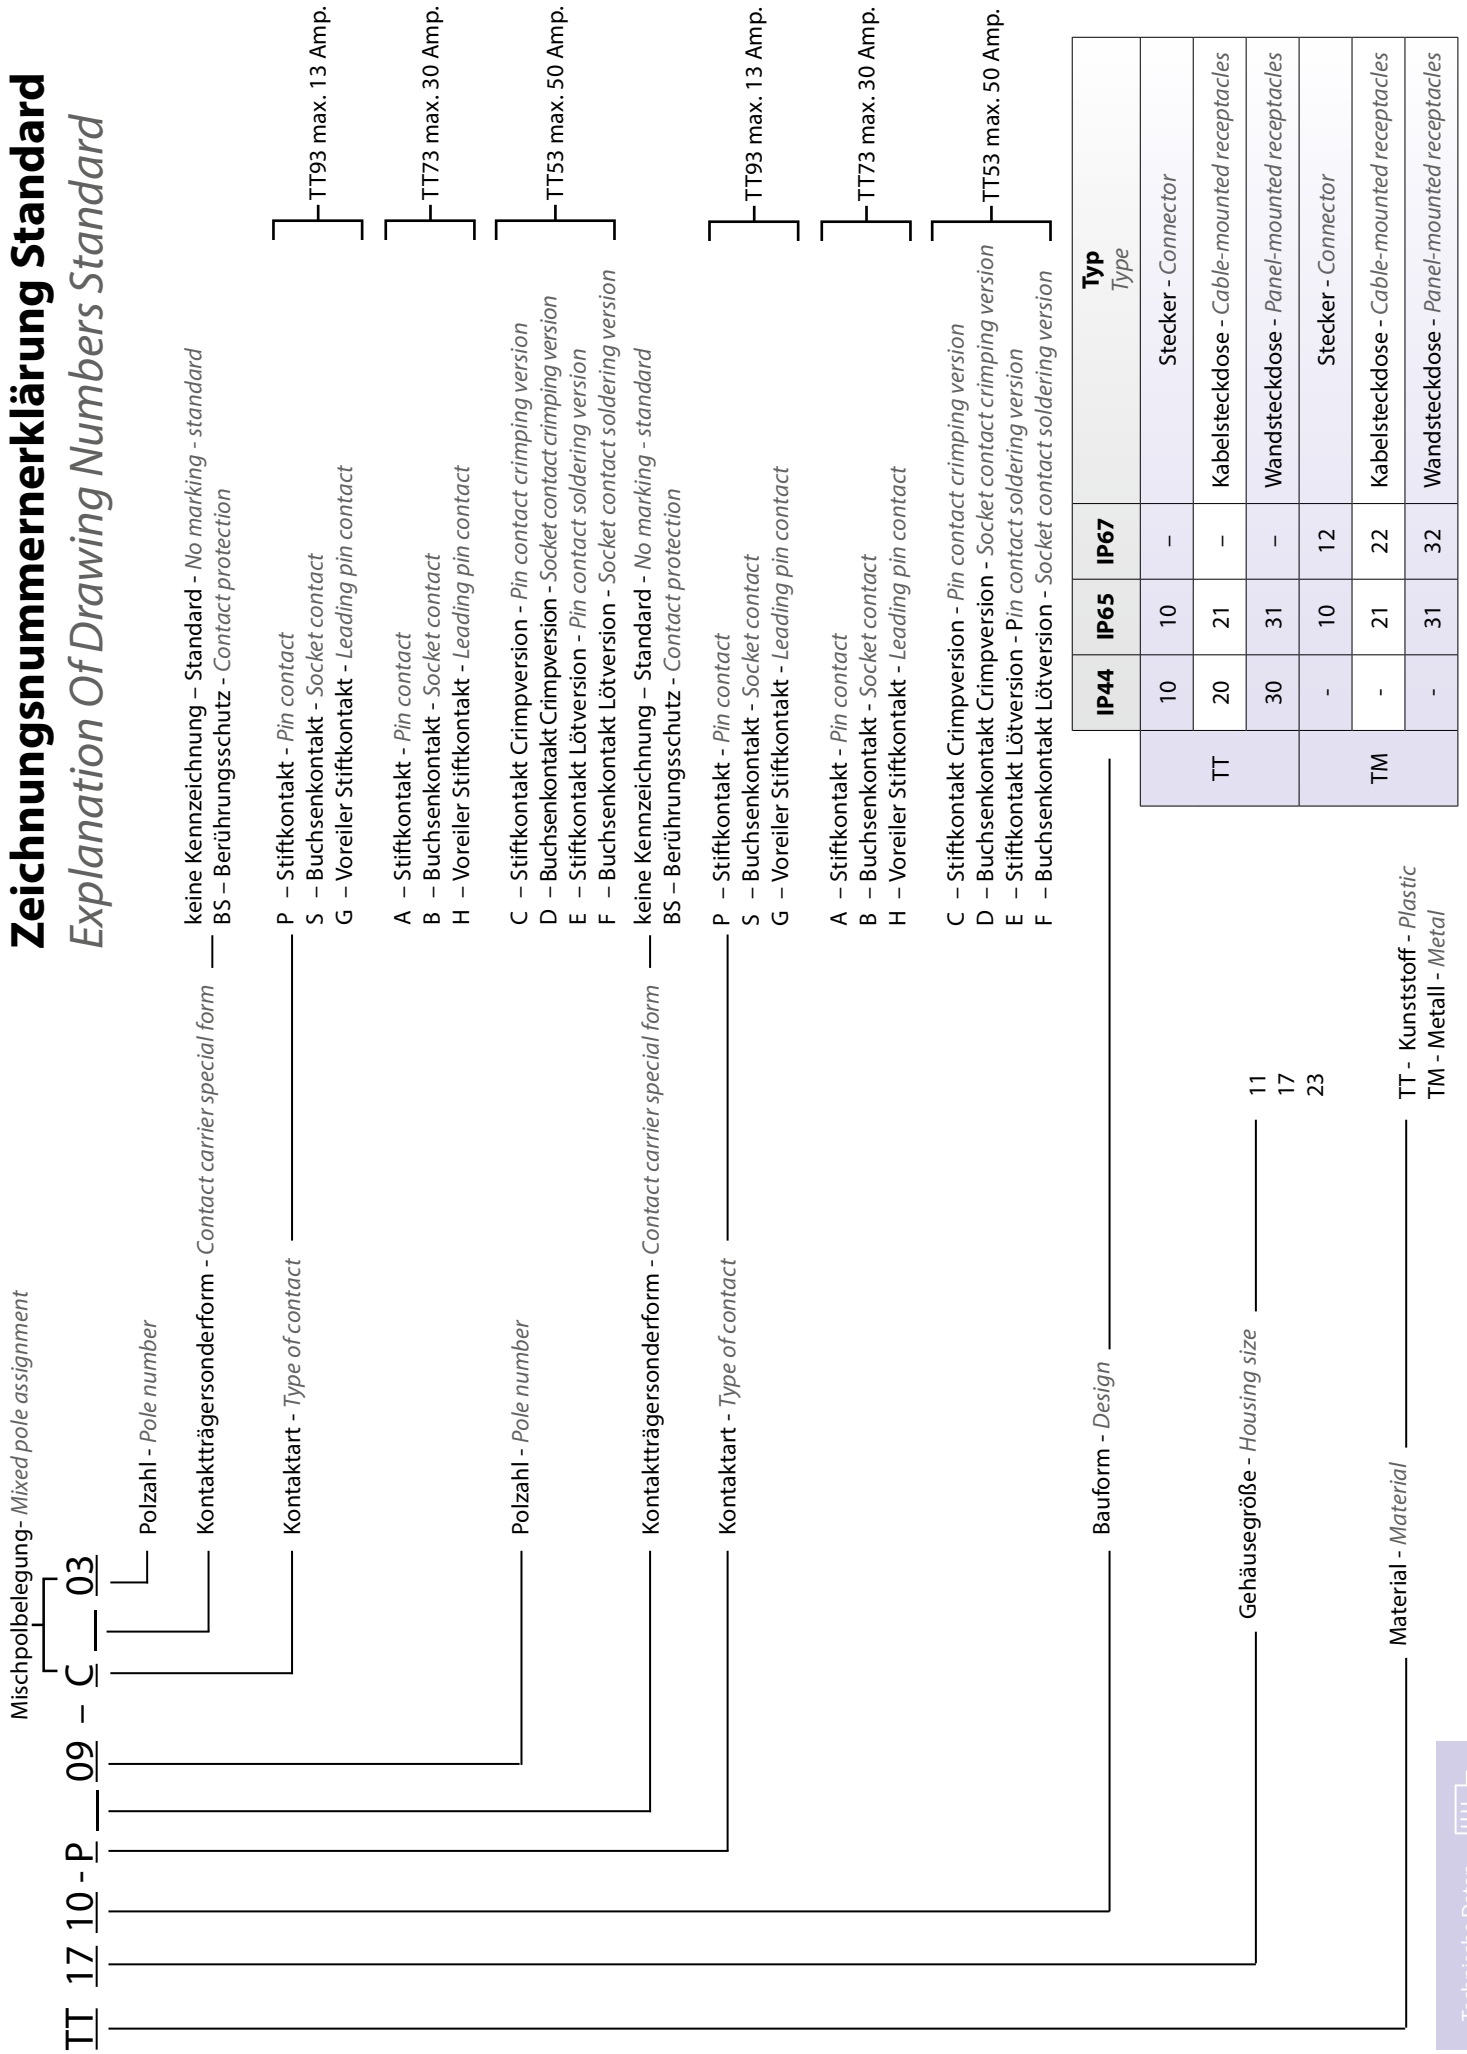 Zeichnungsnummernerklärung Standard
Explanation Of Drawing Numbers Standard
Mischpolbelegung- Mixed pole assignment
TT 17 10 - P _ 09 – C _ 03
Polzahl - Pole number
Kontaktträgersonderform - Contact carrier special form
keine Kennzeichnung – Standard - No marking - standard
BS – Berührungsschutz - Contact protection
Kontaktart - Type of contact
P – Stiftkontakt - Pin contact
S – Buchsenkontakt - Socket contact
G – Voreiler Stiftkontakt - Leading pin contact
TT93 max. 13 Amp.
A – Stiftkontakt - Pin contact
B – Buchsenkontakt - Socket contact
H – Voreiler Stiftkontakt - Leading pin contact
TT73 max. 30 Amp.
C – Stiftkontakt Crimpversion - Pin contact crimping version
D – Buchsenkontakt Crimpversion - Socket contact crimping version
E – Stiftkontakt Lötversion - Pin contact soldering version
F – Buchsenkontakt Lötversion - Socket contact soldering version
TT53 max. 50 Amp.
Polzahl - Pole number
Kontaktträgersonderform - Contact carrier special form
keine Kennzeichnung – Standard - No marking - standard
BS – Berührungsschutz - Contact protection
Kontaktart - Type of contact
P – Stiftkontakt - Pin contact
S – Buchsenkontakt - Socket contact
G – Voreiler Stiftkontakt - Leading pin contact
TT93 max. 13 Amp.
A – Stiftkontakt - Pin contact
B – Buchsenkontakt - Socket contact
H – Voreiler Stiftkontakt - Leading pin contact
TT73 max. 30 Amp.
C – Stiftkontakt Crimpversion - Pin contact crimping version
D – Buchsenkontakt Crimpversion - Socket contact crimping version
E – Stiftkontakt Lötversion - Pin contact soldering version
F – Buchsenkontakt Lötversion - Socket contact soldering version
TT53 max. 50 Amp.
Bauform - Design
IP44 IP65 IP67 Typ
Type
TT
10 10 – Stecker - Connector
20 21 – Kabelsteckdose - Cable-mounted receptacles
30 31 – Wandsteckdose - Panel-mounted receptacles
TM
- 10 12 Stecker - Connector
- 21 22 Kabelsteckdose - Cable-mounted receptacles
- 31 32 Wandsteckdose - Panel-mounted receptacles
Gehäusegröße - Housing size
11
17
23
Material - Material
TT - Kunststoff - Plastic
TM - Metall - Metal